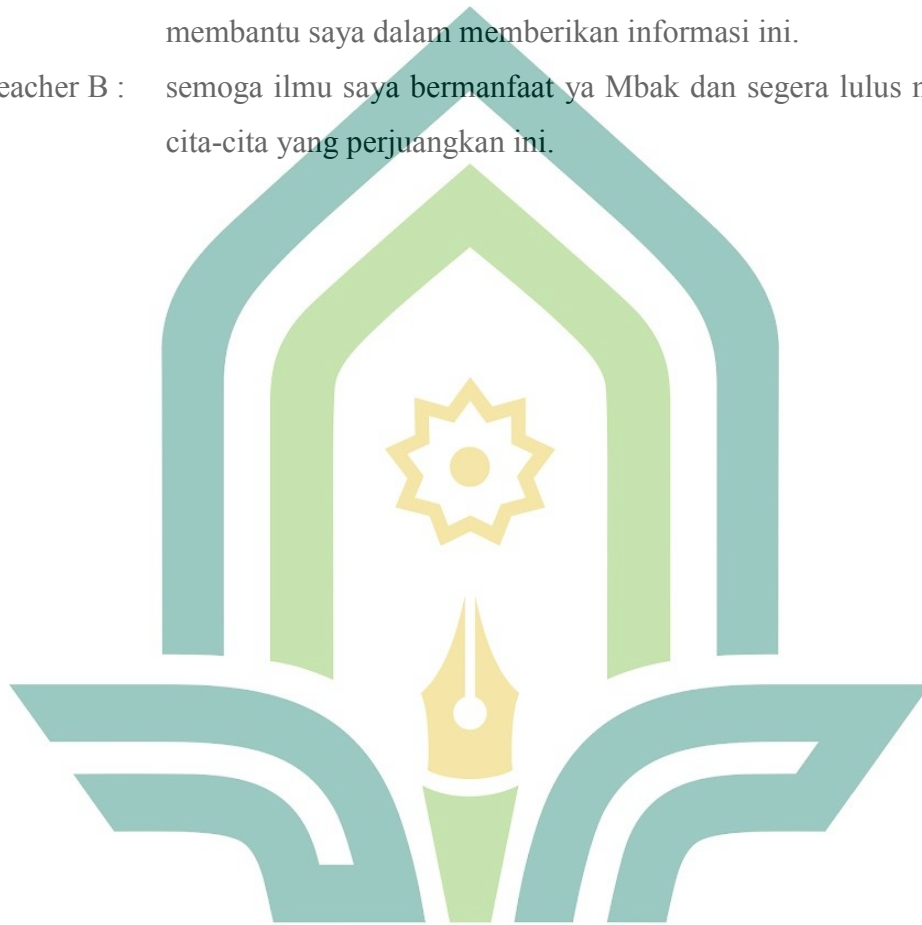 membantu saya dalam memberikan informasi ini.
eacher B : semoga ilmu saya bermanfaat ya Mbak dan segera lulus
cita-cita yang perjuangkan ini.